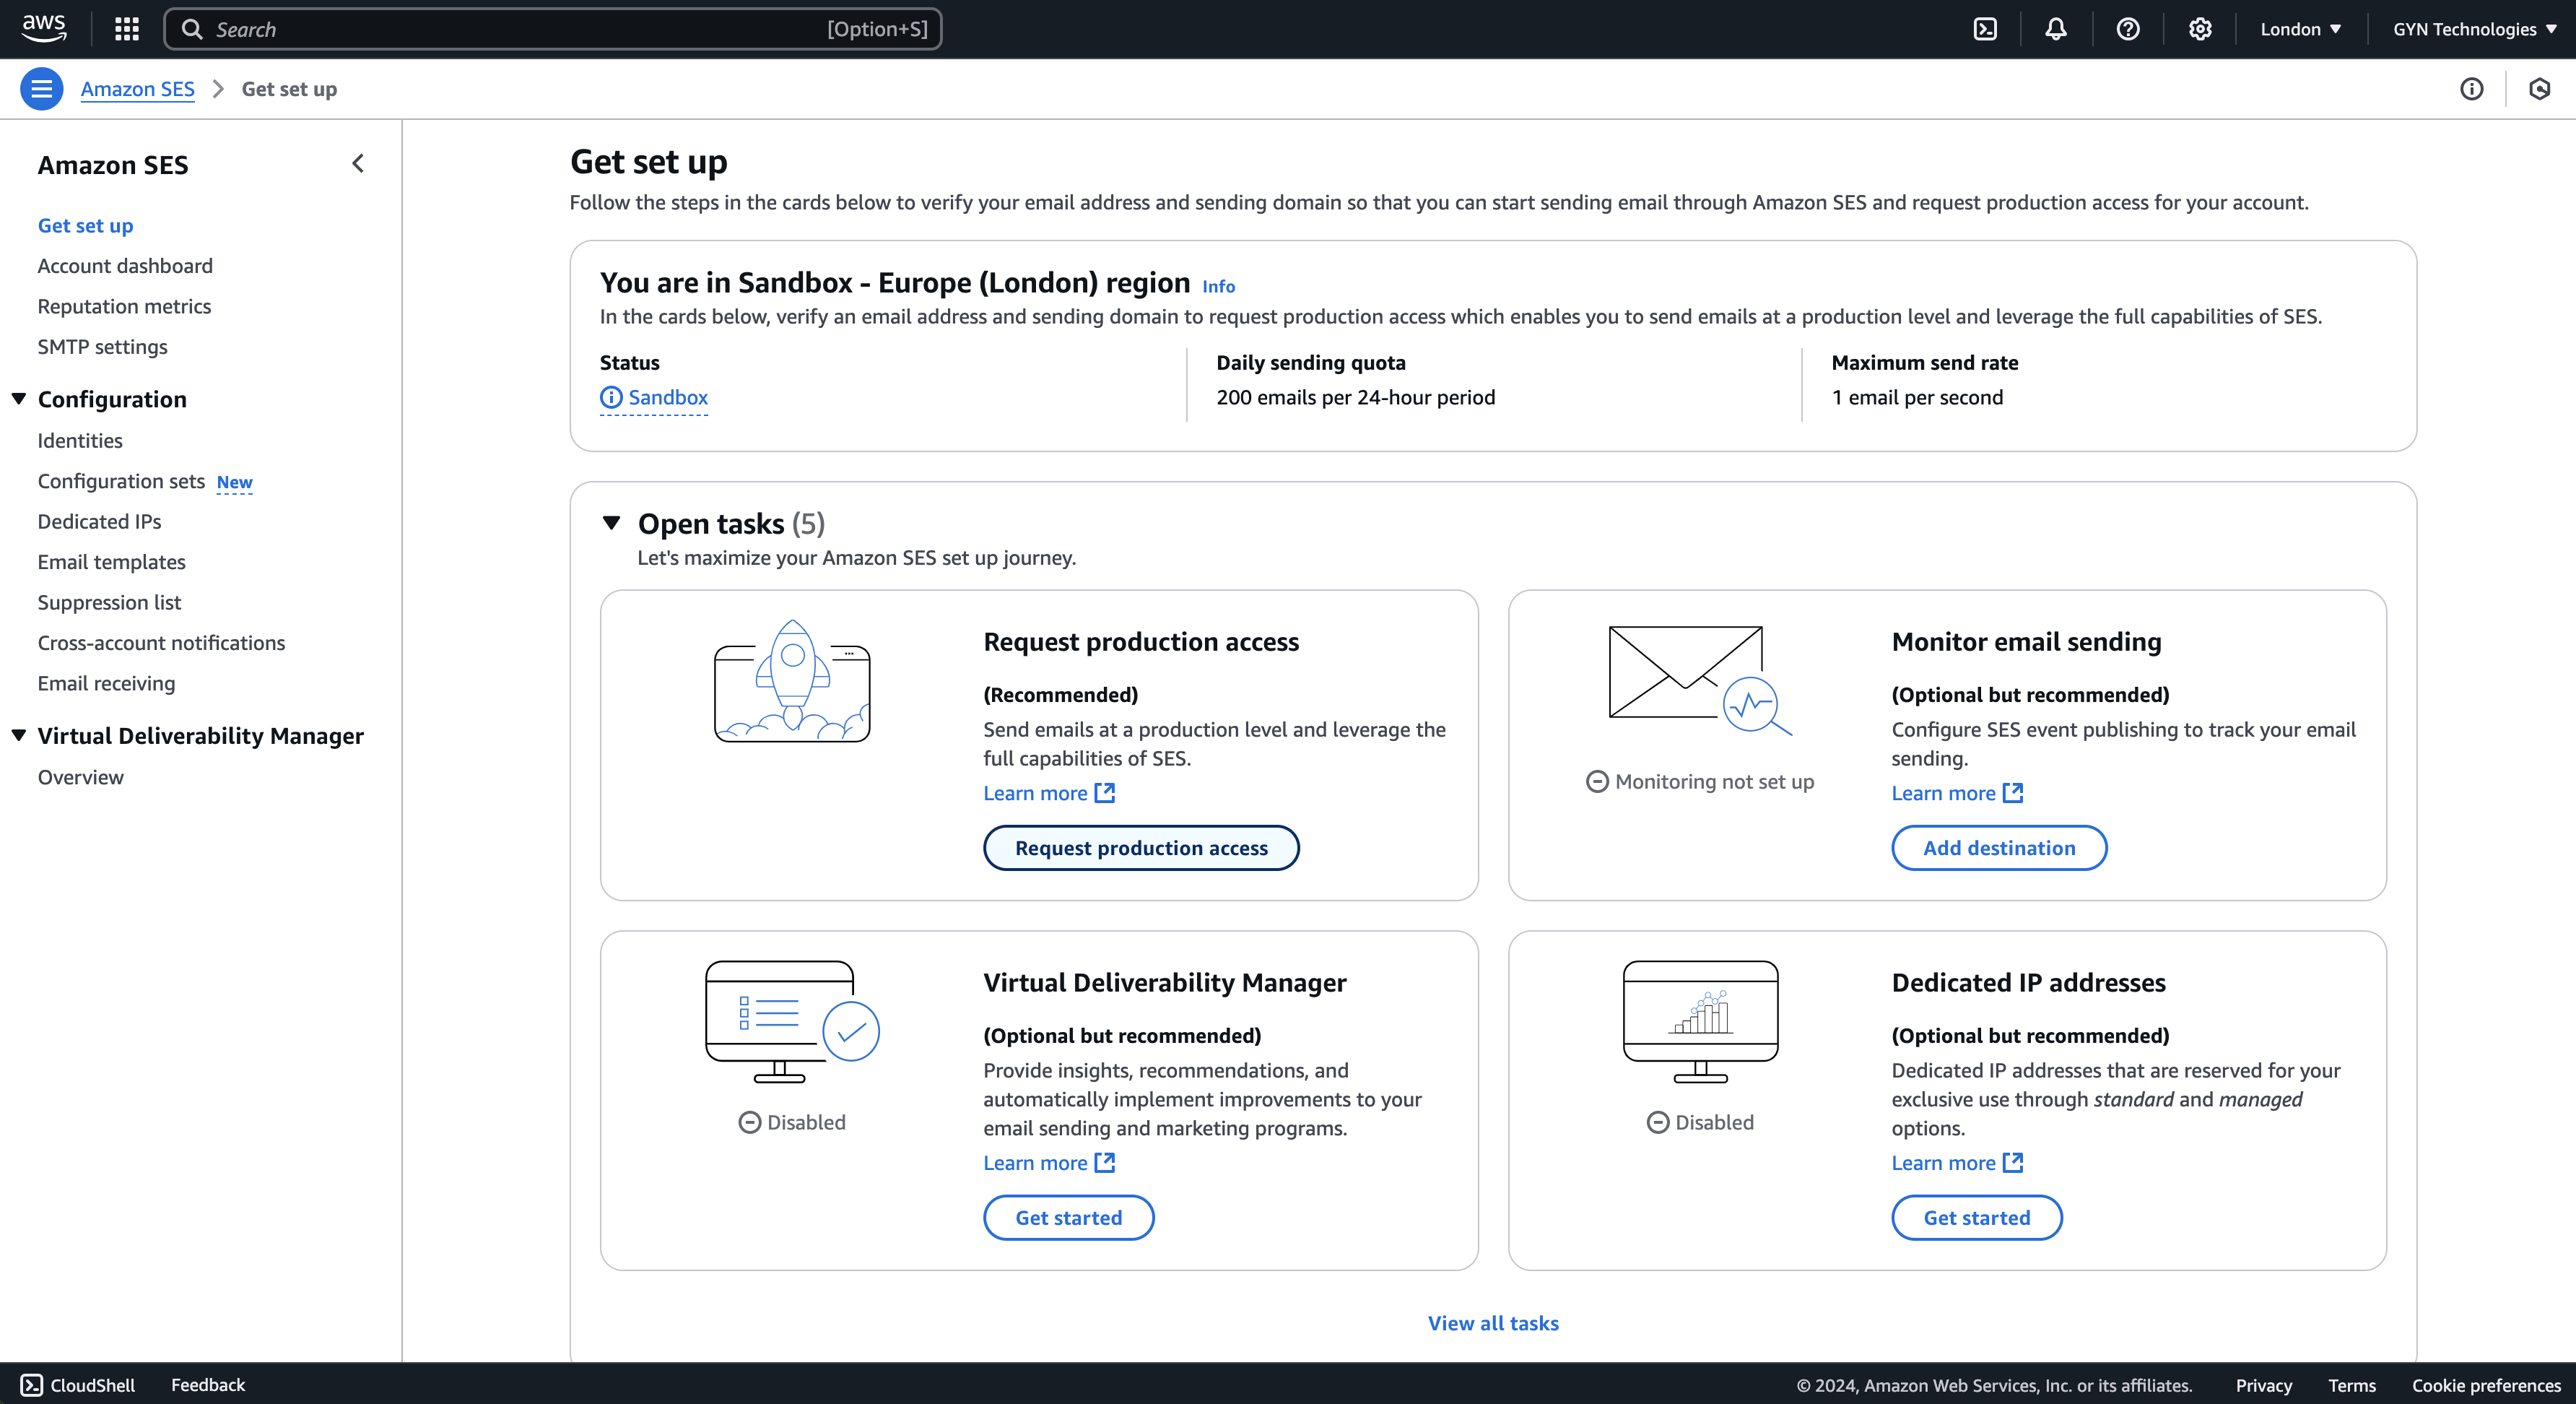 aws
Search
[Option+S]
London
GYN Technologies
Amazon SES
Get set up
Amazon SES
Get set up
Account dashboard
Reputation metrics
SMTP settings
Configuration
Identities
Configuration sets New
Dedicated IPs
Email templates
Suppression list
Cross-account notifications
Email receiving
Virtual Deliverability Manager
Overview
Get set up
Follow the steps in the cards below to verify your email address and sending domain so that you can start sending email through Amazon SES and request production access for your account.
You are in Sandbox - Europe (London) region Info
In the cards below, verify an email address and sending domain to request production access which enables you to send emails at a production level and leverage the full capabilities of SES.
Status
Sandbox
Daily sending quota
200 emails per 24-hour period
Maximum send rate
1 email per second
Open tasks (5)
Let's maximize your Amazon SES set up journey.
Request production access
(Recommended)
Send emails at a production level and leverage the
full capabilities of SES.
Learn more
Request production access
Monitoring not set up
Monitor email sending
(Optional but recommended)
Configure SES event publishing to track your email
sending.
Learn more
Add destination
Disabled
Virtual Deliverability Manager
(Optional but recommended)
Provide insights, recommendations, and
automatically implement improvements to your
email sending and marketing programs.
Learn more
Get started
Disabled
Dedicated IP addresses
(Optional but recommended)
Dedicated IP addresses that are reserved for your
exclusive use through standard and managed
options.
Learn more
Get started
View all tasks
CloudShell
Feedback
© 2024, Amazon Web Services, Inc. or its affiliates.
Privacy
Terms
Cookie preferences